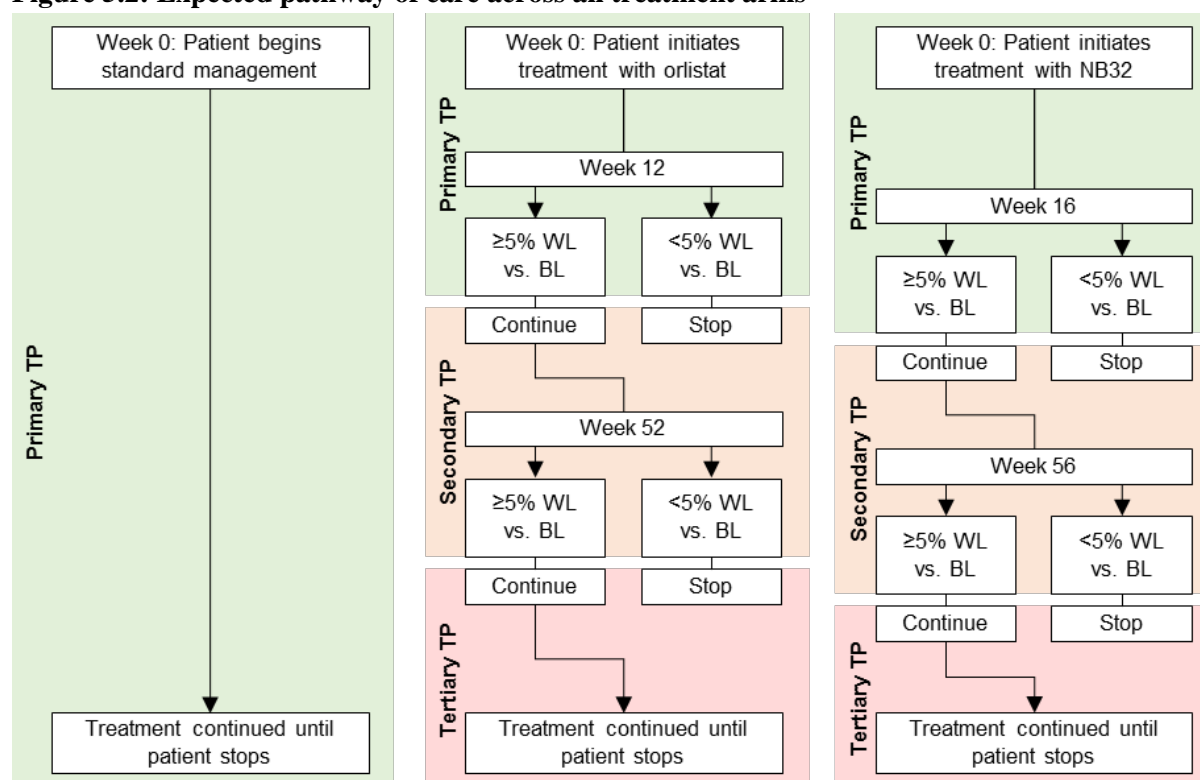 Figure 5.2: Expected pathway of care across all treatment arms
Primary TP
Week 0: Patient begins
standard management
Treatment continued until
patient stops
Primary TP
Week 0: Patient initiates
treatment with orlistat
Week 12
≥5% WL
vs. BL
<5% WL
vs. BL
Secondary TP
Continue
Stop
Week 52
≥5% WL
vs. BL
<5% WL
vs. BL
Tertiary TP
Continue
Stop
Treatment continued until
patient stops
Primary TP
Week 0: Patient initiates
treatment with NB32
Week 16
≥5% WL
vs. BL
<5% WL
vs. BL
Secondary TP
Continue
Stop
Week 56
≥5% WL
vs. BL
<5% WL
vs. BL
Tertiary TP
Continue
Stop
Treatment continued until
patient stops